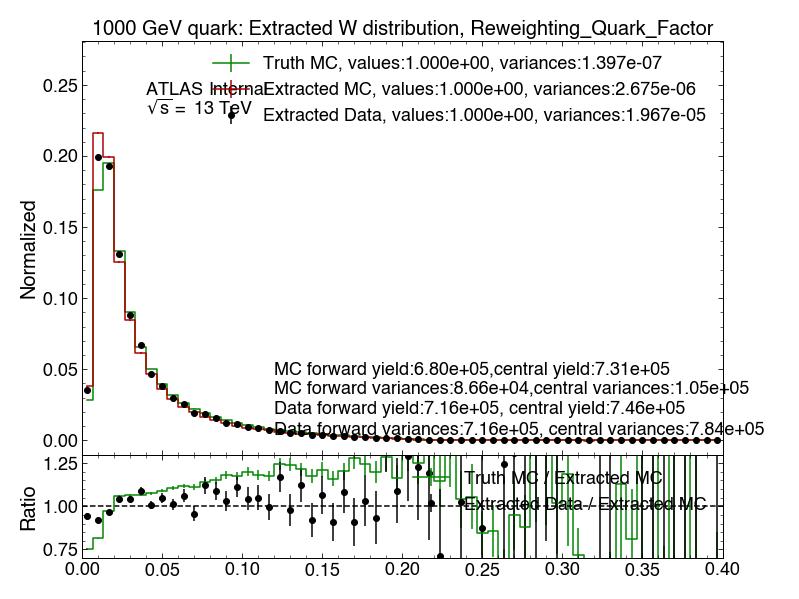 1000 GeV quark: Extracted W distribution, Reweighting_Quark_Factor
Truth MC, values:1.000e+00, variances:1.397e-07
ATLAS Internal
Extracted MC, values:1.000e+00, variances:2.675e-06
√s = 13 TeV
Extracted Data, values:1.000e+00, variances:1.967e-05
0.25
0.20
0.15
0.10
0.05
0.00
Normalized
MC forward yield:6.80e+05,central yield:7.31e+05
MC forward variances:8.66e+04,central variances:1.05e+05
Data forward yield:7.16e+05, central yield:7.46e+05
Data forward variances:7.16e+05, central variances:7.84e+05
1.25
1.00
0.75
Ratio
Truth MC / Extracted MC
Extracted Data / Extracted MC
0.00 0.05 0.10 0.15 0.20 0.25 0.30 0.35 0.40